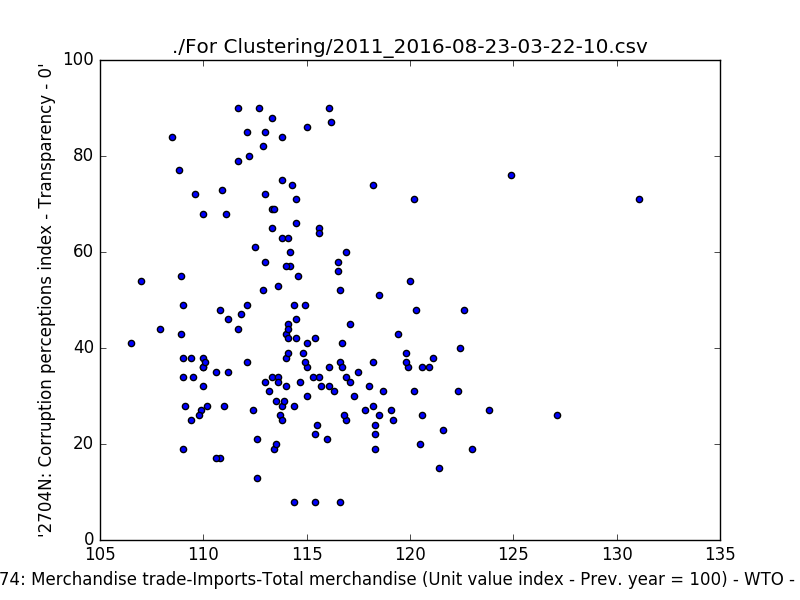 ./For Clustering/2011_2016-08-23-03-22-10.csv
100
80
60
40
20
0
'2704N: Corruption perceptions index - Transparency - 0'
105 110 115 120 125 130 135
74: Merchandise trade-Imports-Total merchandise (Unit value index - Prev. year = 100) - WTO -